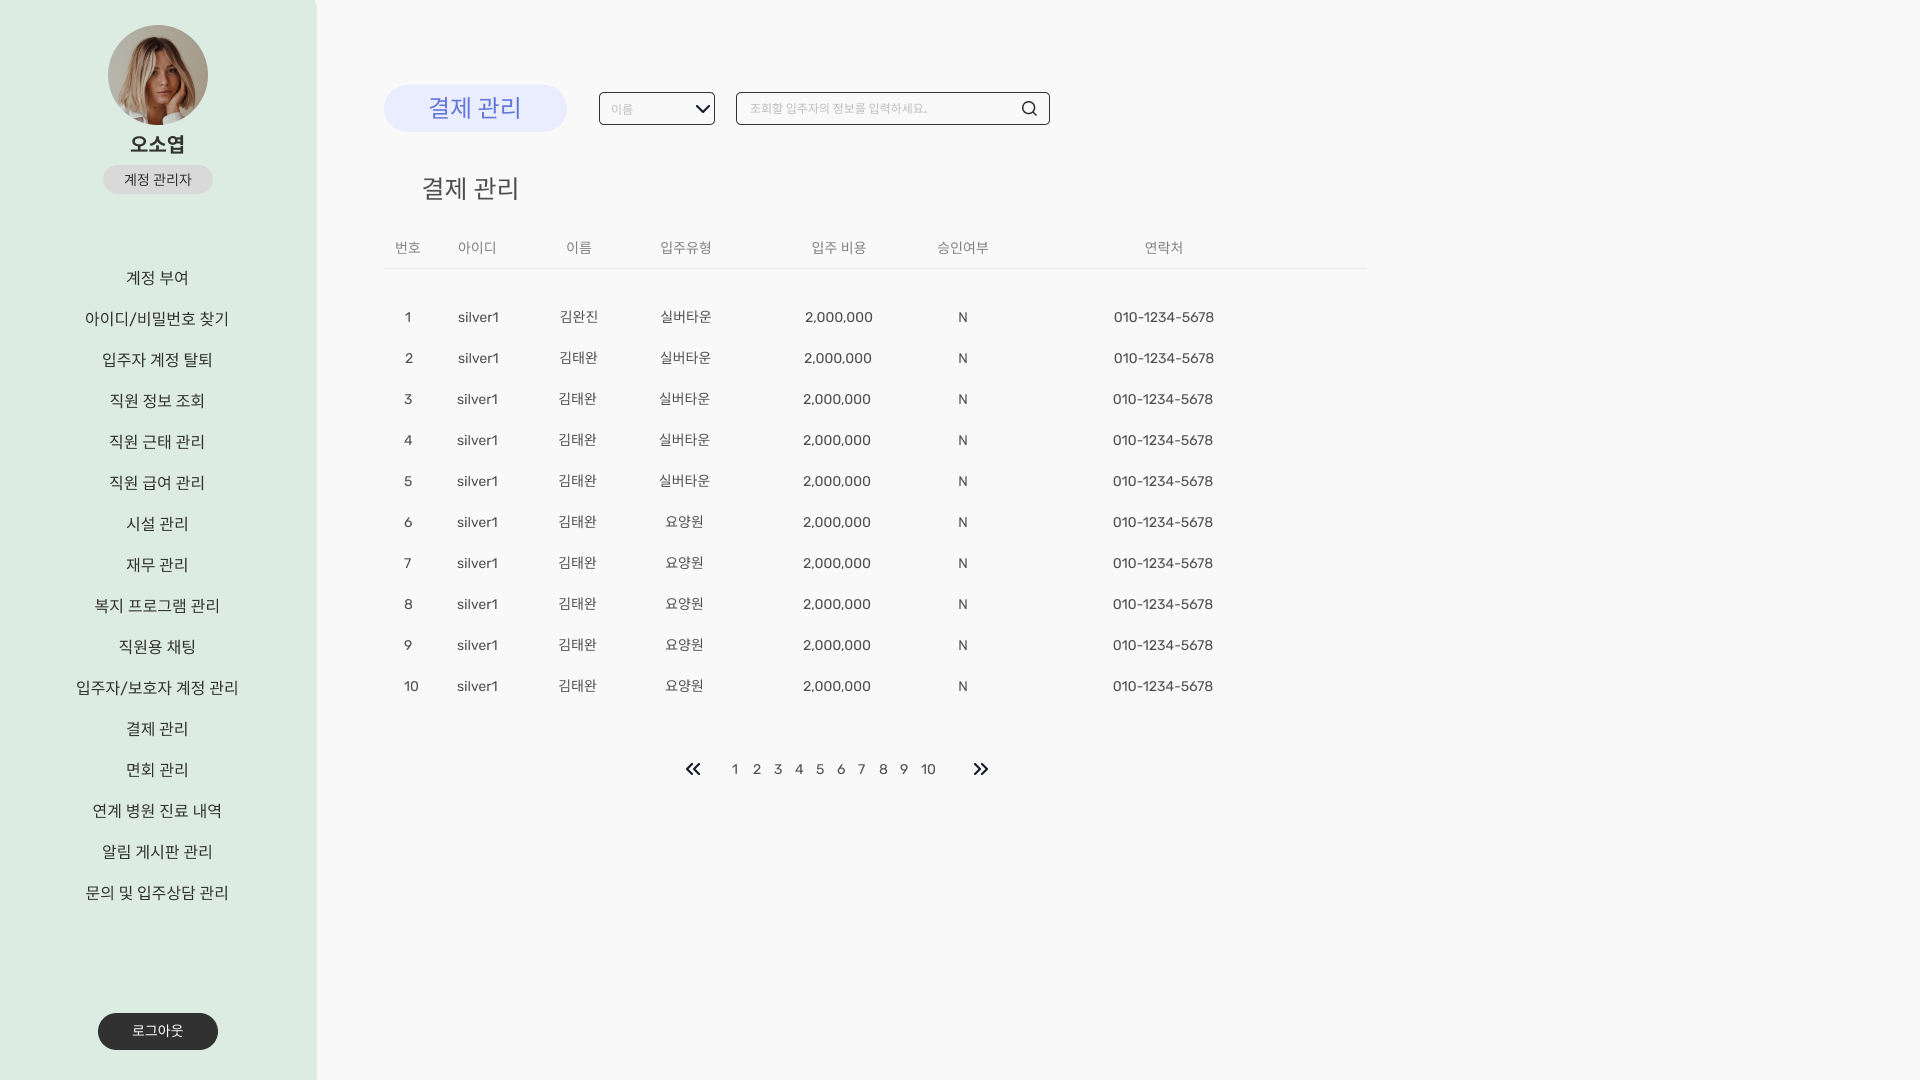 오소엽
계정 관리자
계정 부여
아이디/비밀번호 찾기
입주자 계정 탈퇴
직원 정보 조회
직원 근태 관리
직원 급여 관리
시설 관리
재무 관리
복지 프로그램 관리
직원용 채팅
입주자/보호자 계정 관리
결제 관리
면회 관리
연계 병원 진료 내역
알림 게시판 관리
문의 및 입주상담 관리
로그아웃
결제 관리 이름 조회할 입주자의 정보를 입력하세요.
결제 관리
번호 아이디 이름 입주유형 입주 비용 승인여부 연락처
1 silver1 김완진 실버타운 2,000,000 N 010-1234-5678
2 silver1 김태완 실버타운 2,000,000 N 010-1234-5678
3 silver1 김태완 실버타운 2,000,000 N 010-1234-5678
4 silver1 김태완 실버타운 2,000,000 N 010-1234-5678
5 silver1 김태완 실버타운 2,000,000 N 010-1234-5678
6 silver1 김태완 요양원 2,000,000 N 010-1234-5678
7 silver1 김태완 요양원 2,000,000 N 010-1234-5678
8 silver1 김태완 요양원 2,000,000 N 010-1234-5678
9 silver1 김태완 요양원 2,000,000 N 010-1234-5678
10 silver1 김태완 요양원 2,000,000 N 010-1234-5678
1 2 3 4 5 6 7 8 9 10